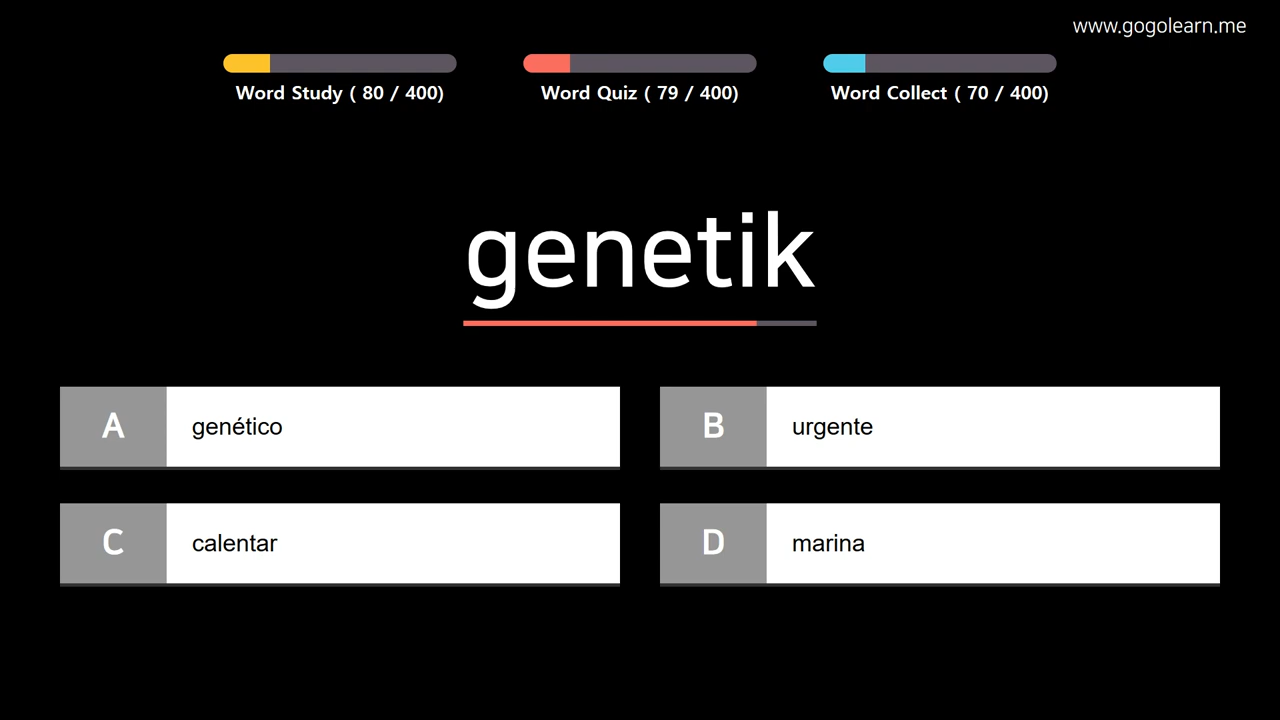 www.gogolearn.me
Word Study ( 80 / 400)
Word Quiz ( 79 / 400)
Word Collect ( 70 / 400)
genetik
A genético
B urgente
C calentar
D marina